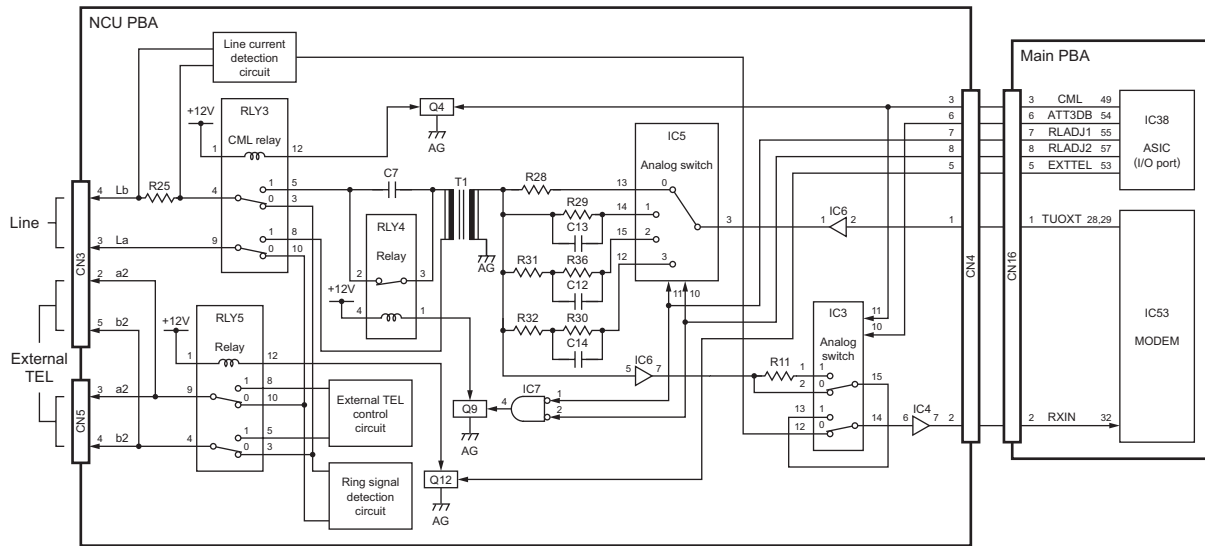 NCU PBA
Line current
detection
circuit
Main PBA
+12V
RLY3
CML relay
1
12
Q4
AG
IC5
Analog switch
3
6
7
8
5
3
6
7
8
5
CML
ATT3DB
RLADJ1
RLADJ2
EXTTEL
49
54
55
57
53
IC38
ASIC
(I/O port)
Line
4
Lb
R25
4
1
5
0
3
C7
T1
R28
13
0
R29
14
1
C13
3
1
IC6
2
1
1
TUOXT
28,29
3
La
9
1
8
0
10
RLY4
Relay
2
3
AG
R31
R36
15
2
C12
12
3
CN3
2
a2
+12V
4
1
11
10
R32
R30
C14
CN4
CN16
IC53
MODEM
5
b2
External
TEL
+12V
RLY5
Relay
1
12
IC3
Analog
switch
11
10
IC6
5
7
R11
1
1
2
0
15
CN5
3
a2
9
1
8
0
10
External TEL
control
circuit
Q9
AG
4
IC7
1
2
13
1
12
0
14
6
IC4
7
2
2
RXIN
32
4
b2
4
1
5
0
3
Ring signal
detection
circuit
Q12
AG